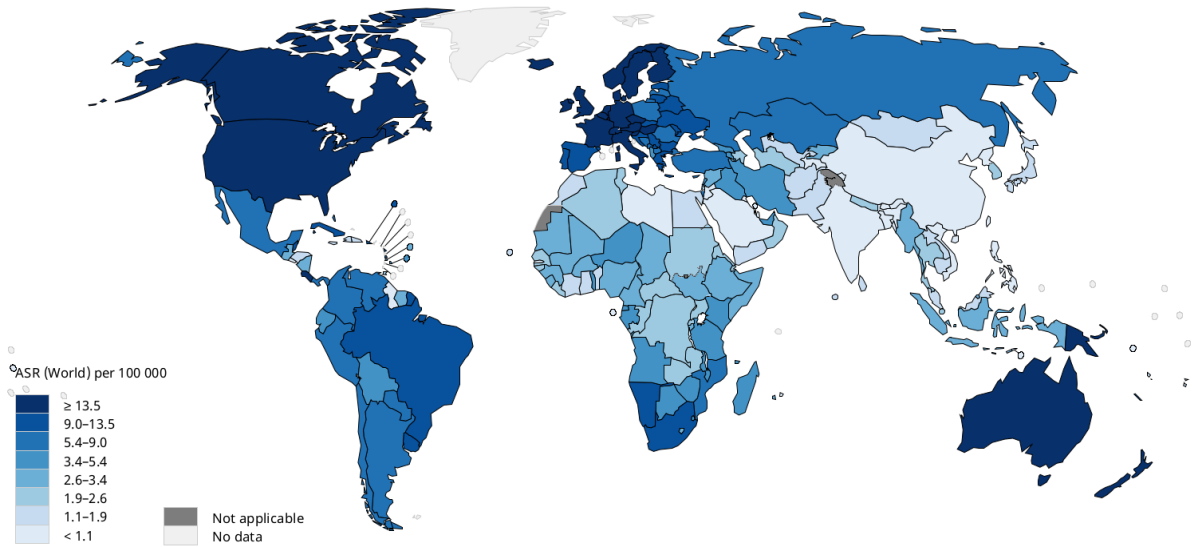 ASR (World) per 100 000
≥ 13.5
9.0–13.5
5.4–9.0
3.4–5.4
2.6–3.4
1.9–2.6
1.1–1.9
< 1.1
Not applicable
No data